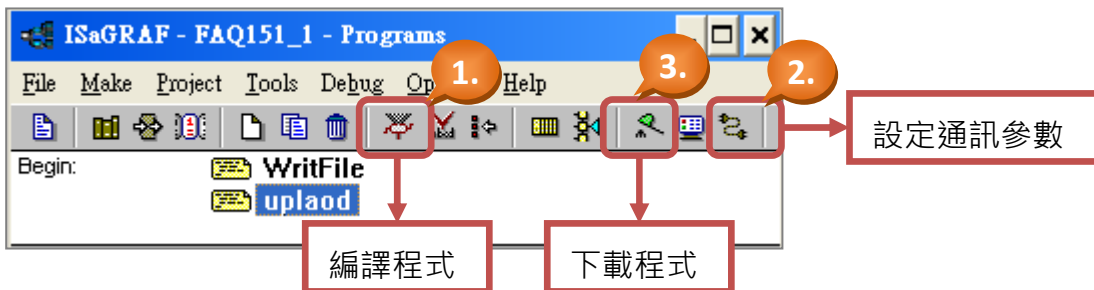 ISaGRAF - FAQ151_1 - Programs
File Make Project Tools Debug Op Help
1.
3.
2.
設定通訊參數
Begin:
WritFile
uplaod
編譯程式
下載程式